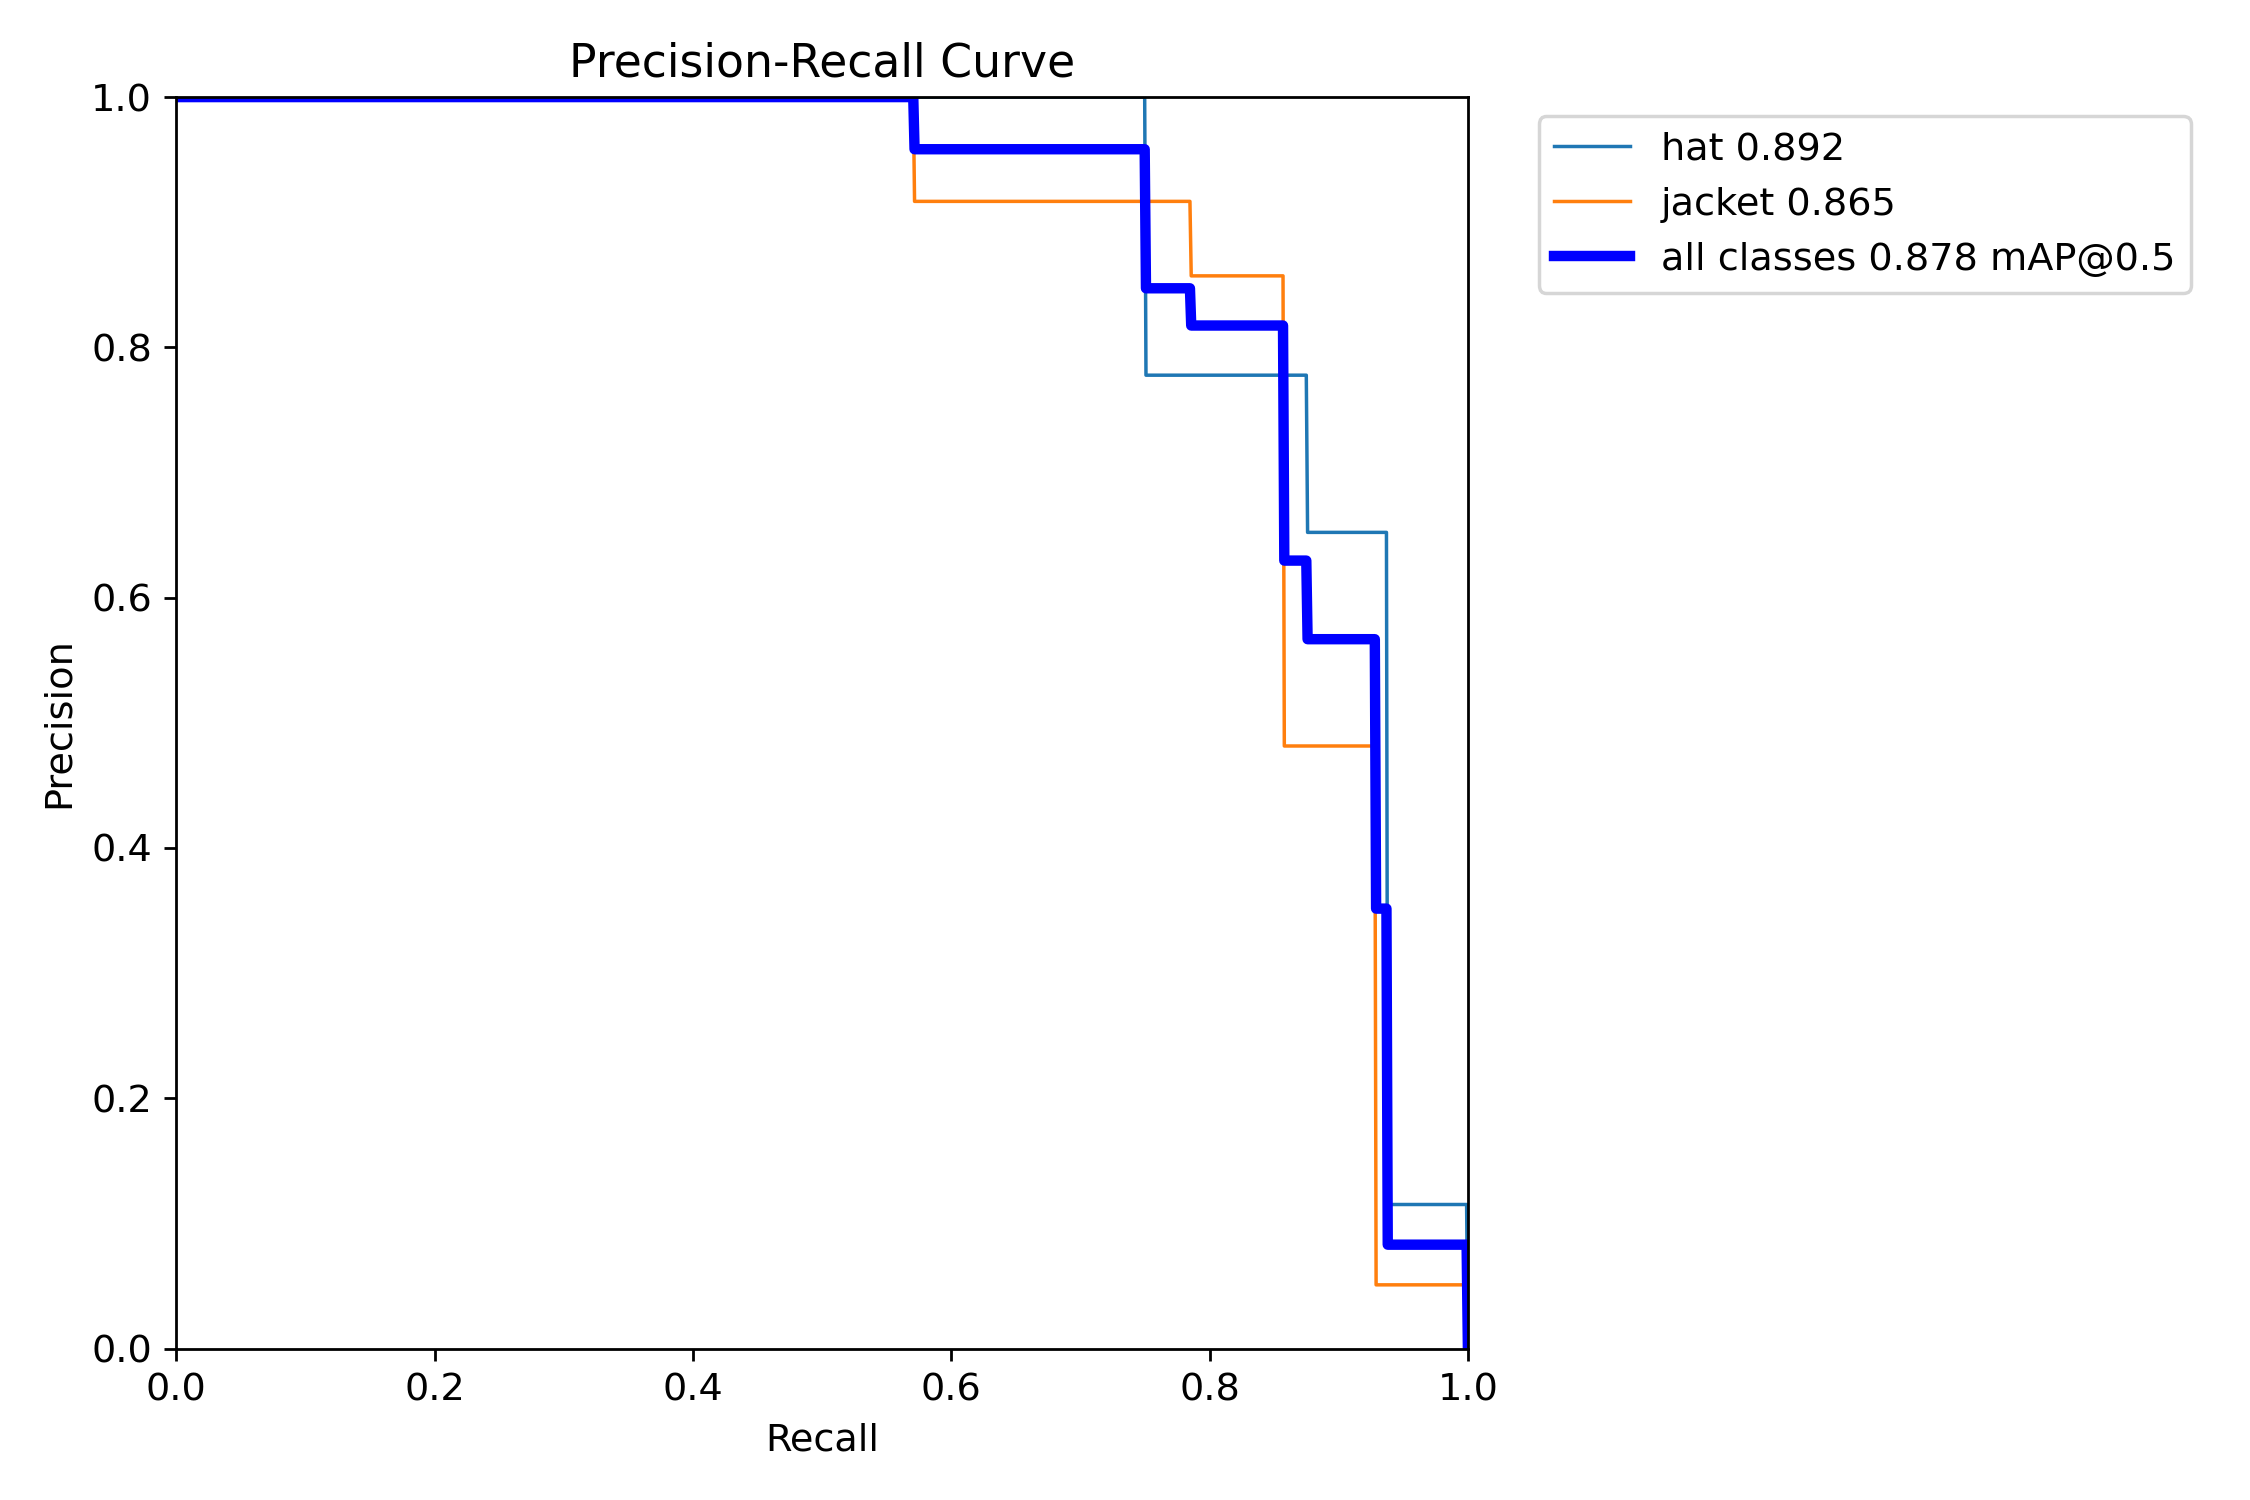 Precision-Recall Curve
1.0
0.8
0.6
0.4
0.2
0.0
Precision
0.0 0.2 0.4 0.6 0.8 1.0
Recall
hat 0.892
jacket 0.865
all classes 0.878 mAP@0.5